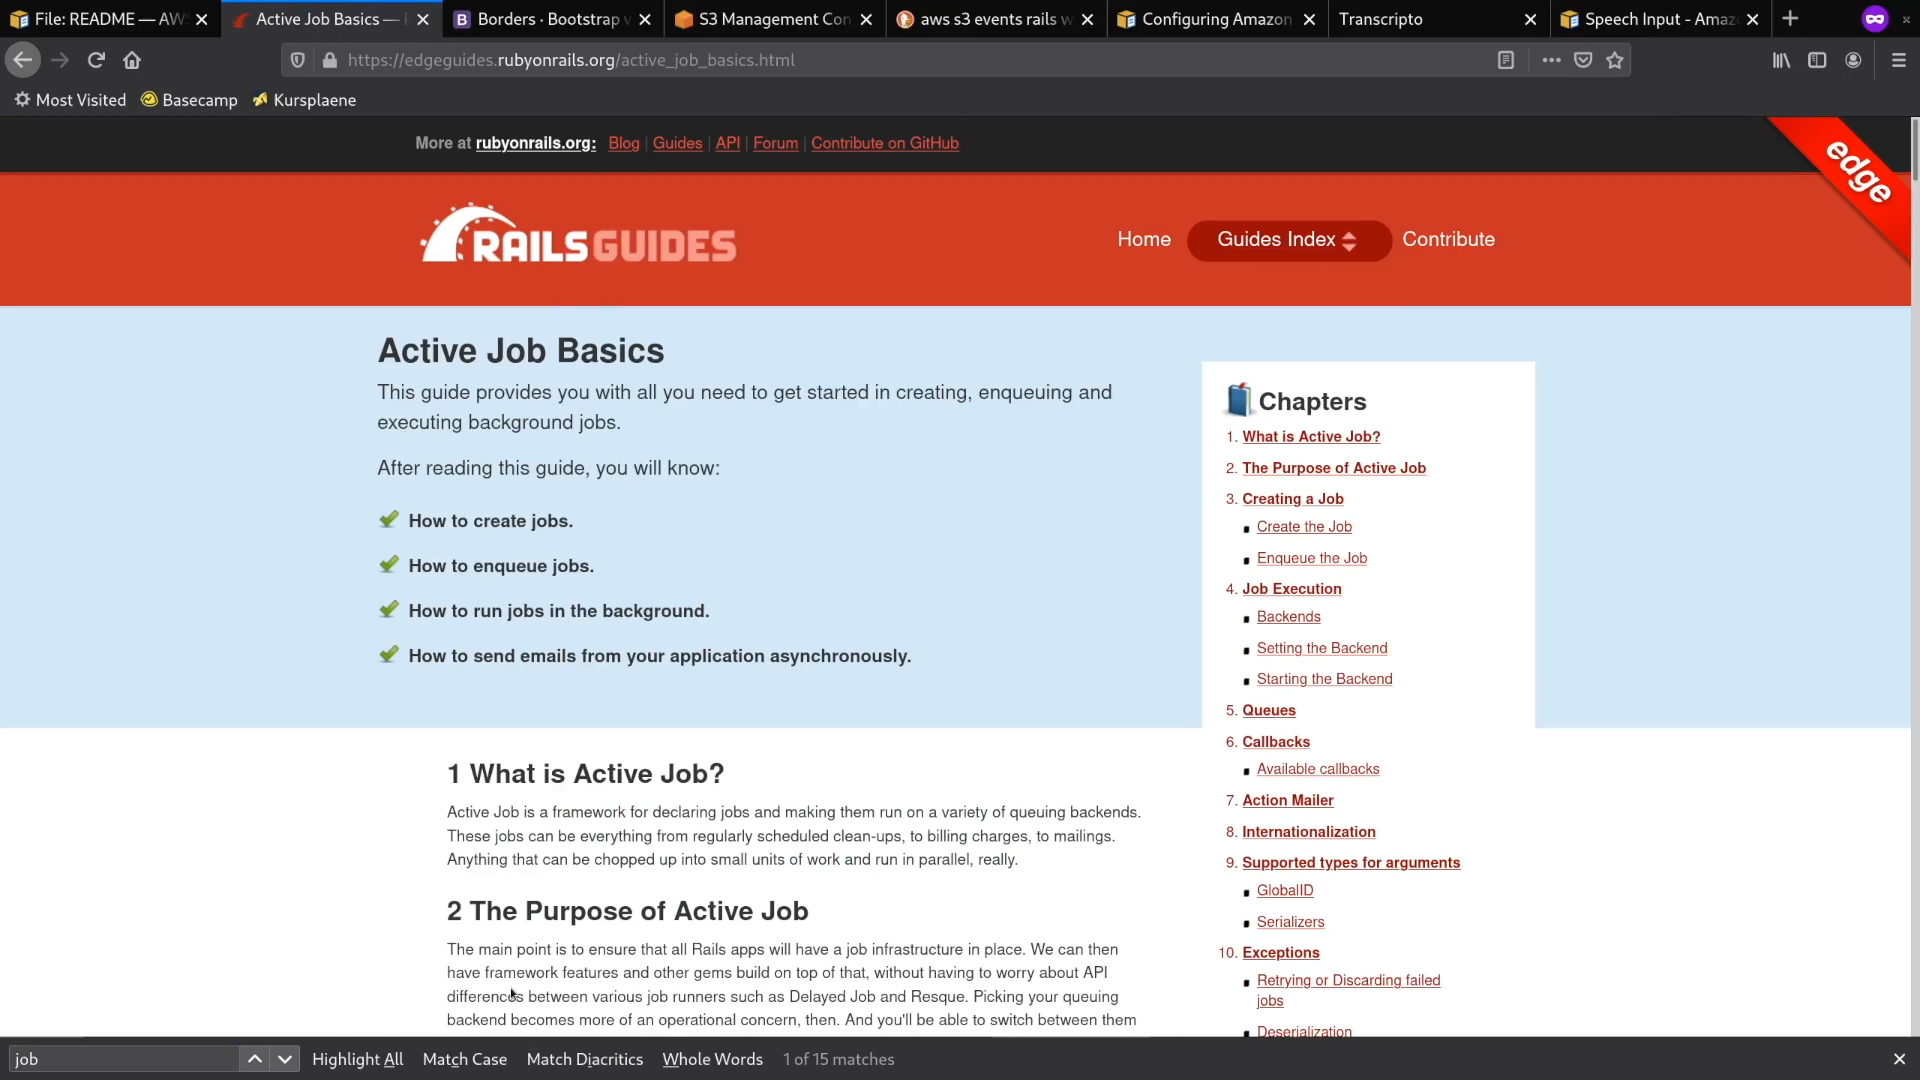 File: README — AW
Active Job Basics —
Borders · Bootstrap v
S3 Management Con
aws s3 events rails w
Configuring Amazon
Transcripto
Speech Input - Amaz
https://edgeguides.rubyonrails.org/active_job_basics.html
Most Visited
Basecamp
Kursplaene
More at rubyonrails.org: Blog | Guides | API | Forum | Contribute on GitHub
edge
RAILSGUIDES
Home
Guides Index
Contribute
Active Job Basics
This guide provides you with all you need to get started in creating, enqueuing and
executing background jobs.
After reading this guide, you will know:
How to create jobs.
How to enqueue jobs.
How to run jobs in the background.
How to send emails from your application asynchronously.
Chapters
1. What is Active Job?
2. The Purpose of Active Job
3. Creating a Job
Create the Job
Enqueue the Job
4. Job Execution
Backends
Setting the Backend
Starting the Backend
5. Queues
6. Callbacks
Available callbacks
7. Action Mailer
8. Internationalization
9. Supported types for arguments
GlobalID
Serializers
10. Exceptions
Retrying or Discarding failed
jobs
Deserialization
1 What is Active Job?
Active Job is a framework for declaring jobs and making them run on a variety of queuing backends.
These jobs can be everything from regularly scheduled clean-ups, to billing charges, to mailings.
Anything that can be chopped up into small units of work and run in parallel, really.
2 The Purpose of Active Job
The main point is to ensure that all Rails apps will have a job infrastructure in place. We can then
have framework features and other gems build on top of that, without having to worry about API
differences between various job runners such as Delayed Job and Resque. Picking your queuing
backend becomes more of an operational concern, then. And you'll be able to switch between them
job
Highlight All
Match Case
Match Diacritics
Whole Words
1 of 15 matches